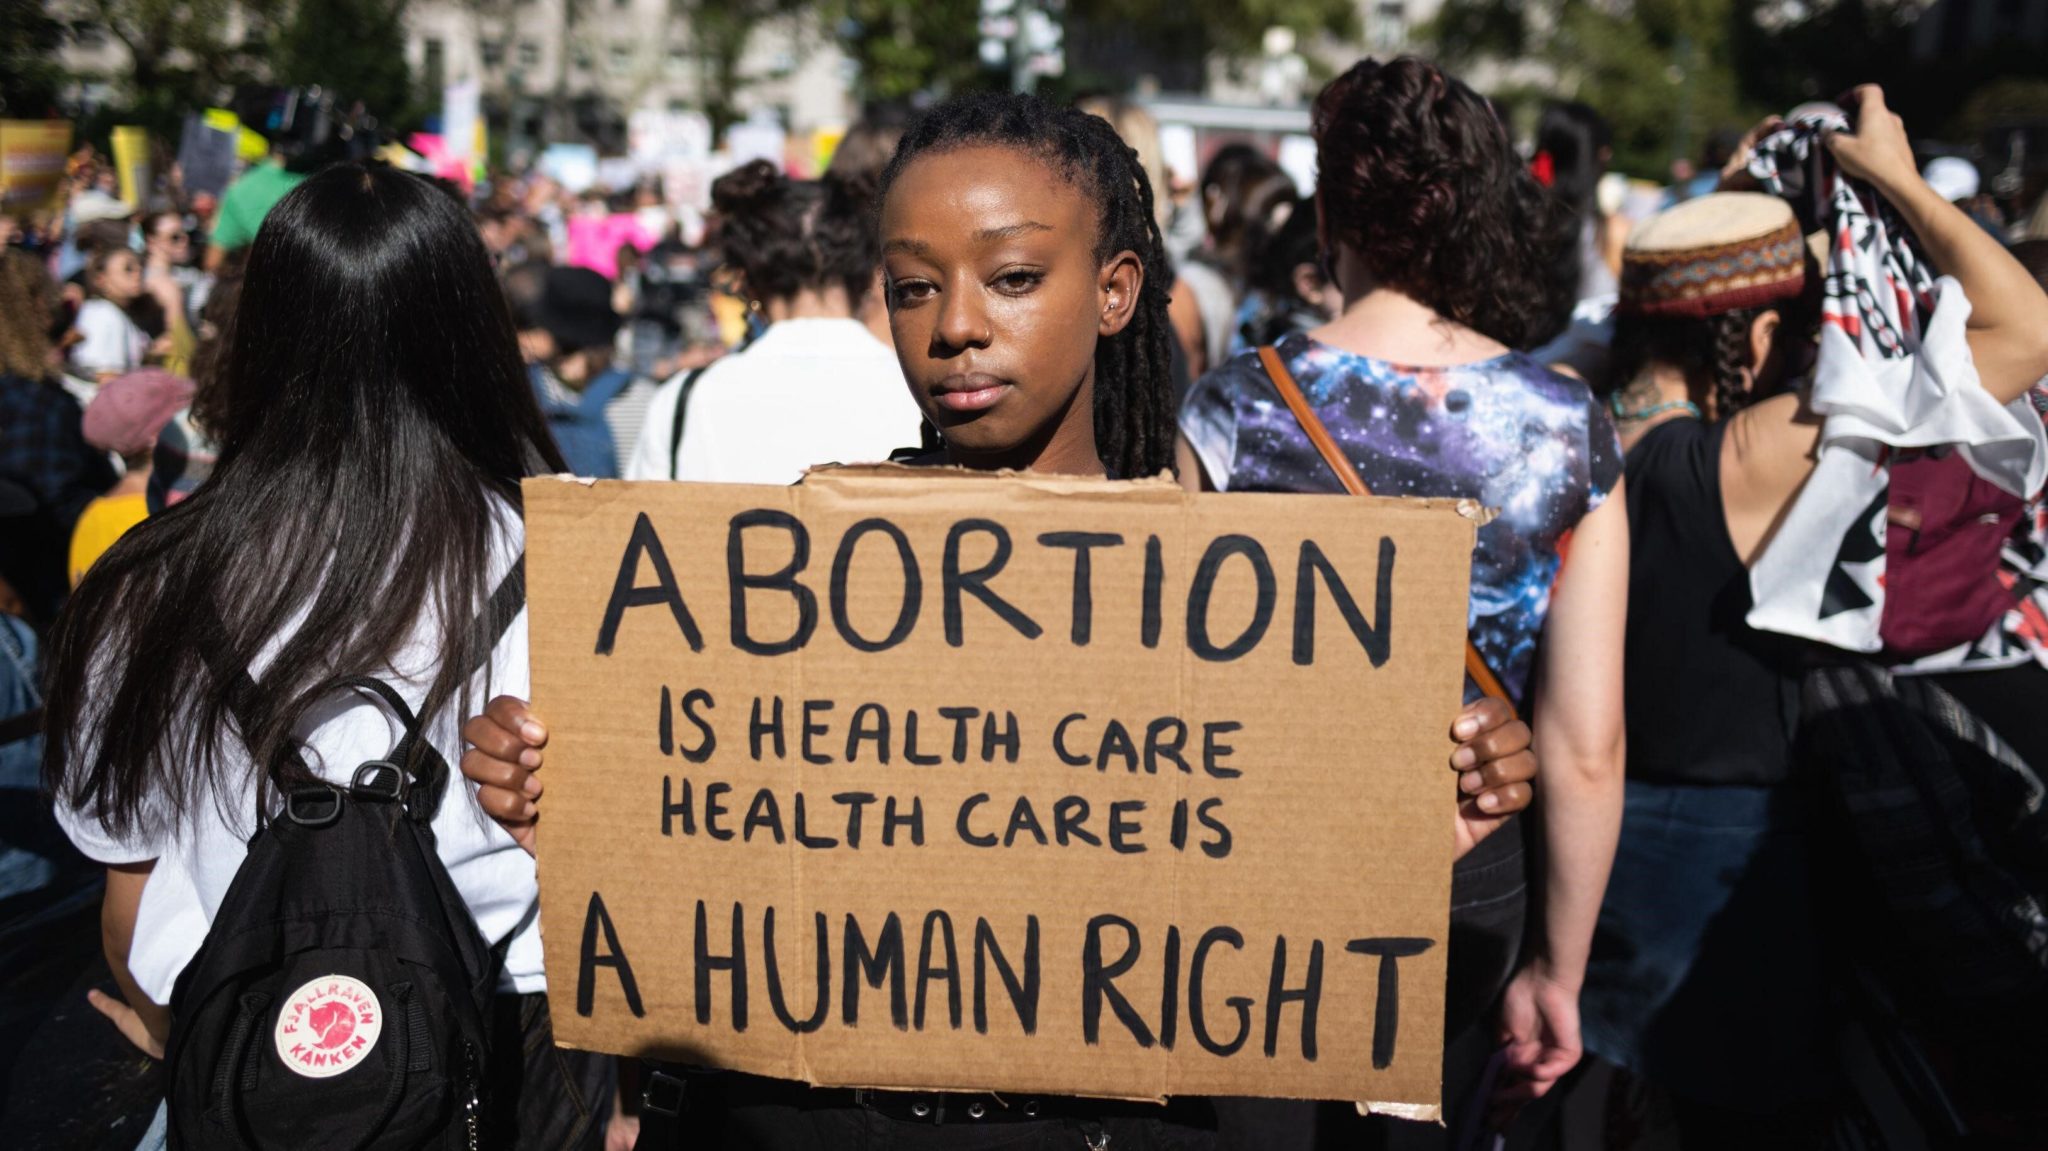 ABORTION
IS HEALTH CARE
HEALTH CARE IS
A HUMAN RIGHT
FJÄLLRÄVEN
KÅNKEN